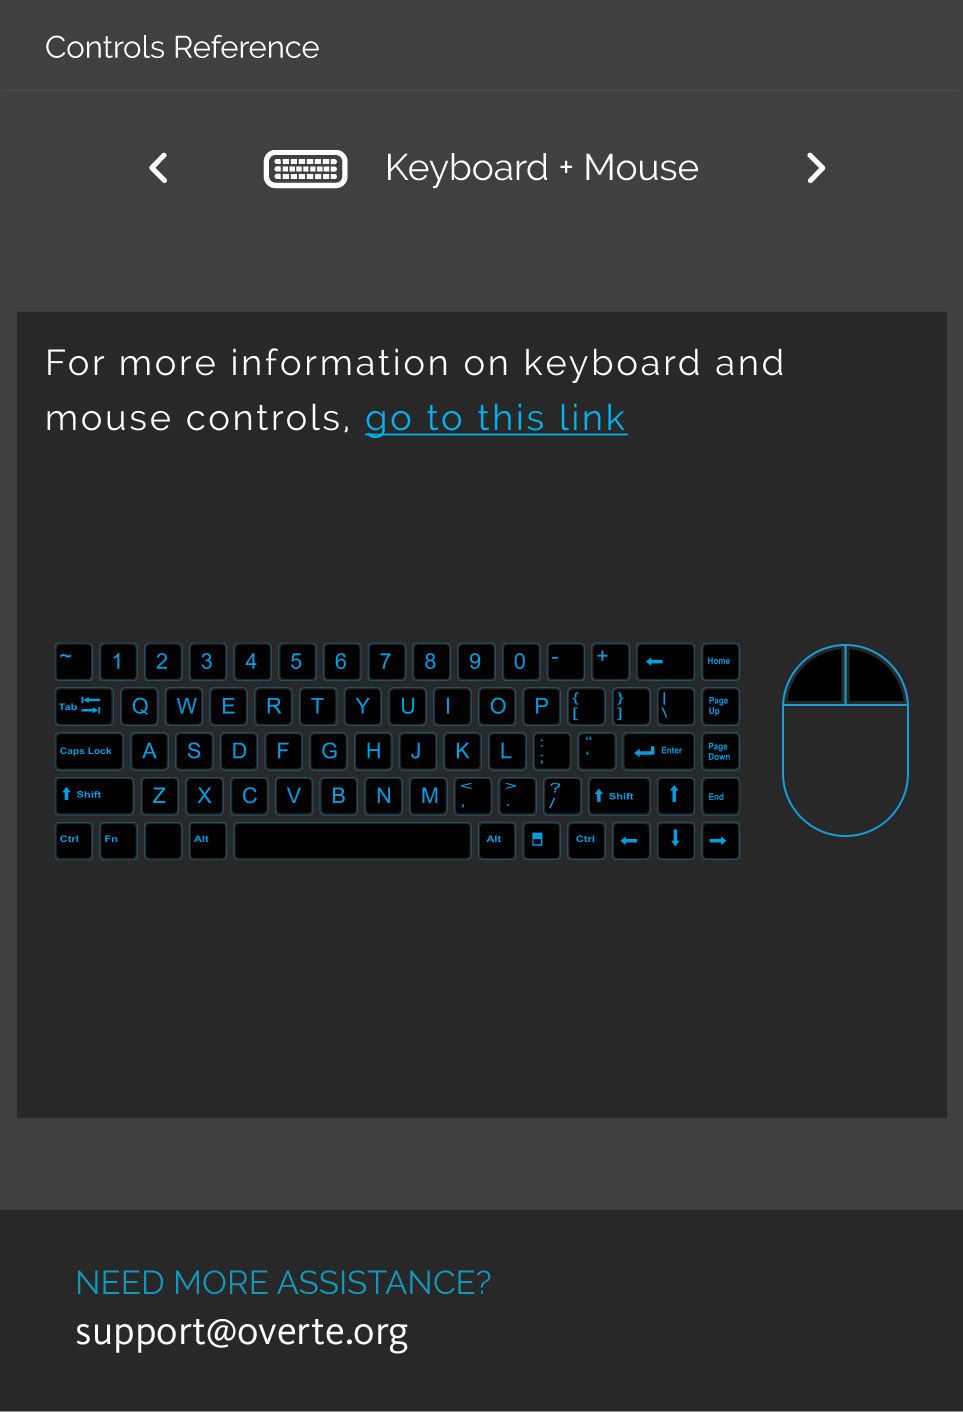 Controls Reference
Keyboard + Mouse
For more information on keyboard and
mouse controls, go to this link
~ 1 2 3 4 5 6 7 8 9 0 - + Home
Tab Q W E R T Y U I O P { [ } ] | \ Page Up
Caps Lock A S D F G H J K L : ; " ' Enter Page Down
Shift Z X C V B N M < , > . ? / Shift End
Ctrl Fn Alt Alt Ctrl
NEED MORE ASSISTANCE?
support@overte.org